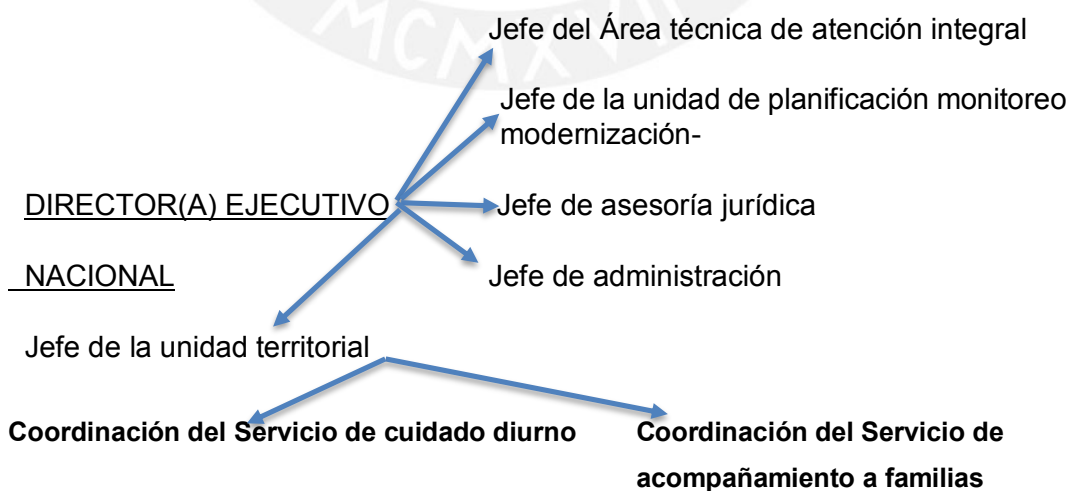 MCMXVII
Jefe del Área técnica de atención integral
Jefe de la unidad de planificación monitoreo
modernización-
DIRECTOR(A) EJECUTIVO
Jefe de asesoría jurídica
NACIONAL
Jefe de administración
Jefe de la unidad territorial
Coordinación del Servicio de cuidado diurno
Coordinación del Servicio de
acompañamiento a familias